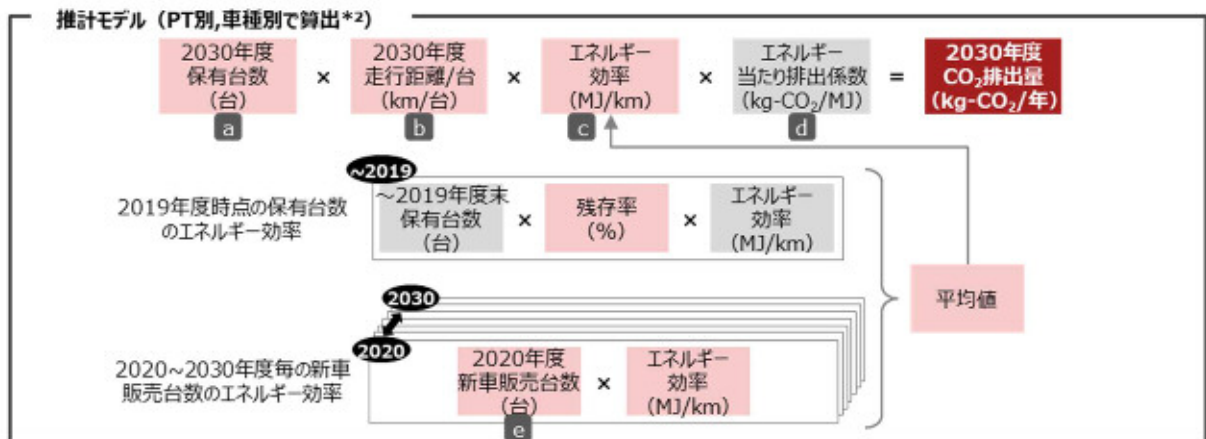 推計モデル（PT別,車種別で算出*2）
2030年度
保有台数
(台)
a
×
2030年度
走行距離/台
(km/台)
b
×
エネルギー
効率
(MJ/km)
c
×
エネルギー
当たり排出係数
(kg-CO2/MJ)
d
=
2030年度
CO2排出量
(kg-CO2/年)
~2019
2019年度時点の保有台数
のエネルギー効率
～2019年度末
保有台数
(台)
×
残存率
(%)
×
エネルギー
効率
(MJ/km)
平均値
2030
2020
2020~2030年度毎の新車
販売台数のエネルギー効率
2020年度
新車販売台数
(台)
e
×
エネルギー
効率
(MJ/km)